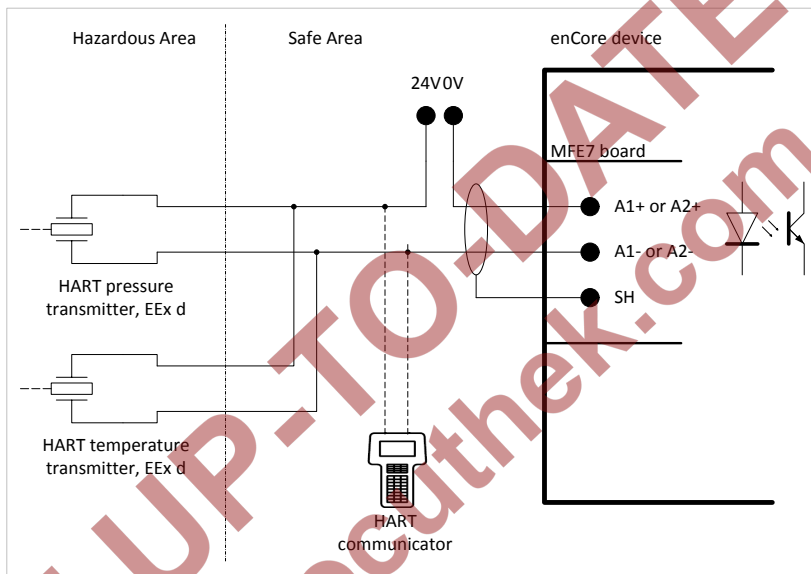 Hazardous Area
Safe Area
enCore device
24V 0V
MFE7 board
A1+ or A2+
A1- or A2-
SH
HART pressure
transmitter, EEx d
HART temperature
transmitter, EEx d
HART
communicator
UP-TO-DATE
ocuthek.com